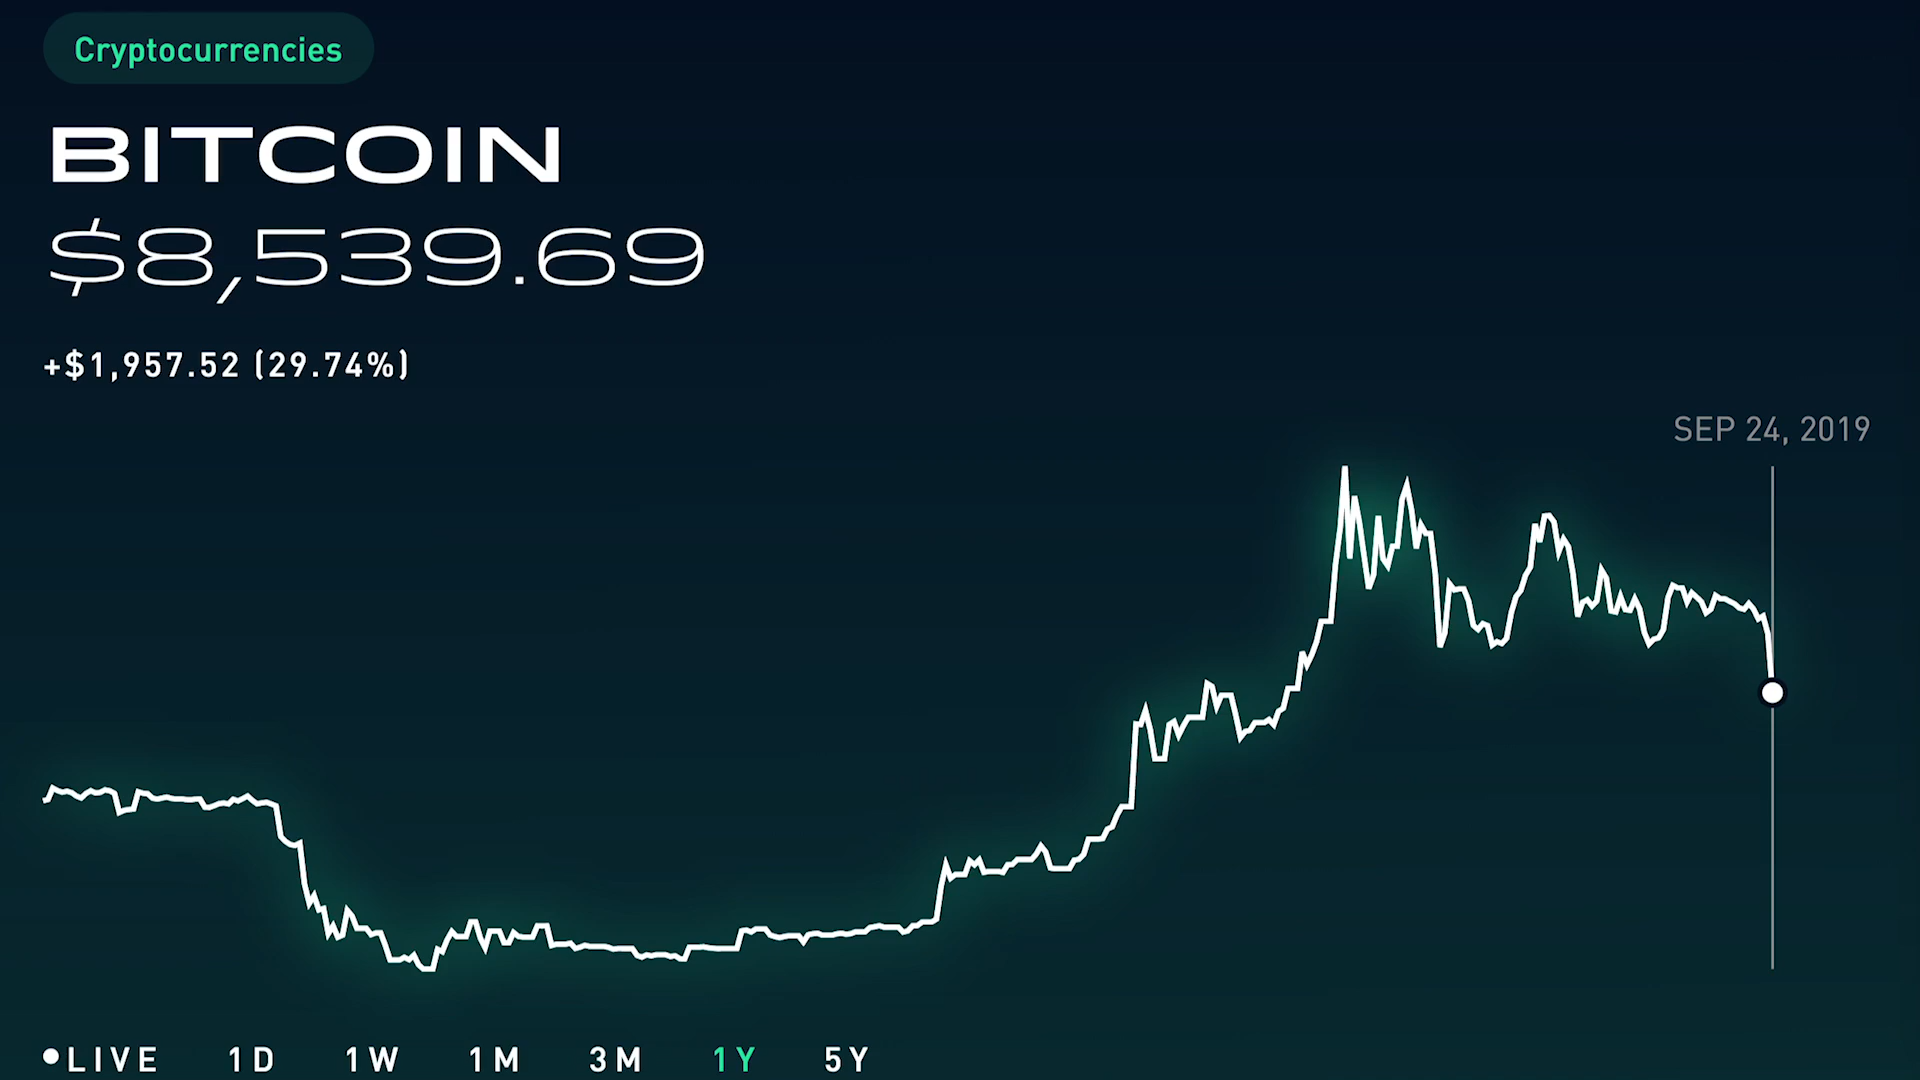 Cryptocurrencies
BITCOIN
$8,539.69
+$1,957.52 (29.74%)
SEP 24, 2019
LIVE 1D 1W 1M 3M 1Y 5Y